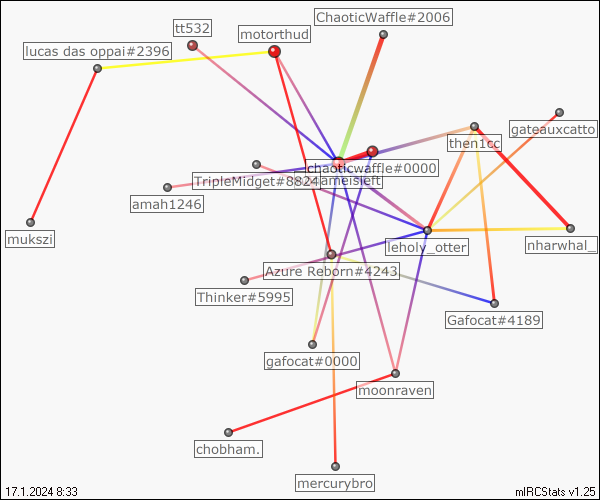 ChaoticWaffle#2006
tt532
motorthud
lucas das oppai#2396
gateauxcatto
then1cc
chaoticwaffle#0000
TripleMidget#8824
amah1246
mukszi
leholy_otter
nharwhal_
Azure Reborn#4243
Thinker#5995
Gafocat#4189
gafocat#0000
moonraven
chobham.
mercurybro
17.1.2024 8:33
mIRCStats v1.25